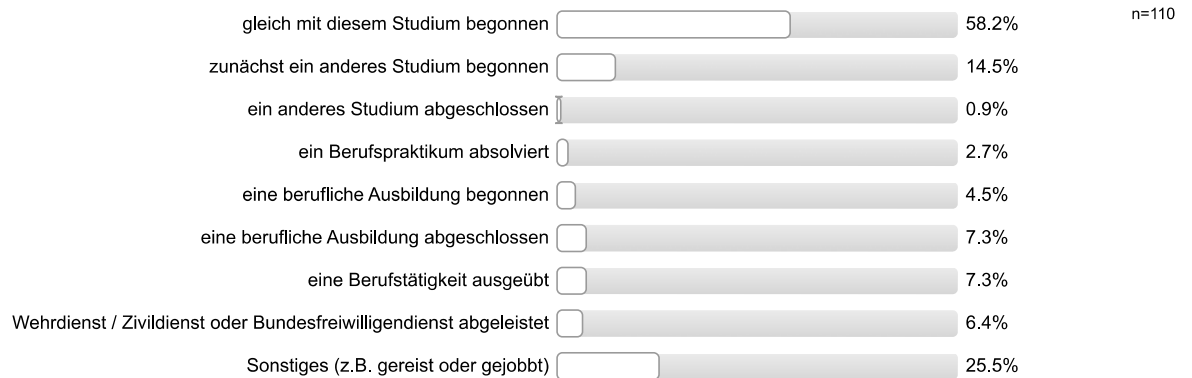 gleich mit diesem Studium begonnen 58.2% n=110
zunächst ein anderes Studium begonnen 14.5%
ein anderes Studium abgeschlossen 0.9%
ein Berufspraktikum absolviert 2.7%
eine berufliche Ausbildung begonnen 4.5%
eine berufliche Ausbildung abgeschlossen 7.3%
eine Berufstätigkeit ausgeübt 7.3%
Wehrdienst / Zivildienst oder Bundesfreiwilligendienst abgeleistet 6.4%
Sonstiges (z.B. gereist oder gejobbt) 25.5%